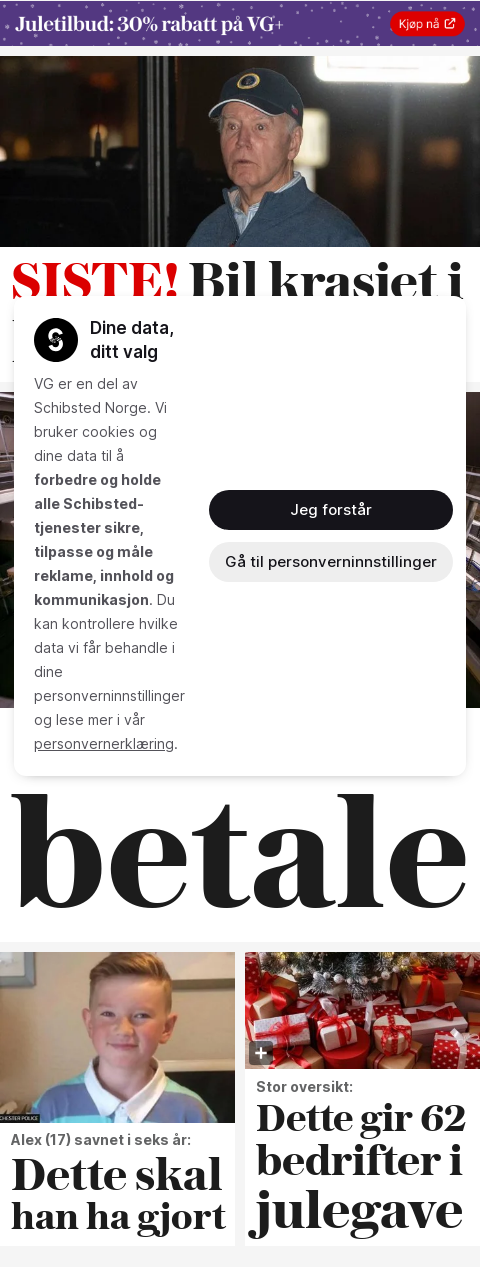 Juletilbud: 30% rabatt på VG+
Kjøp nå
SISTE! Bil krasjet i
Dine data,
ditt valg
VG er en del av
Schibsted Norge. Vi
bruker cookies og
dine data til å
forbedre og holde
alle Schibsted-
tjenester sikre,
tilpasse og måle
reklame, innhold og
kommunikasjon. Du
kan kontrollere hvilke
data vi får behandle i
dine
personverninnstillinger
og lese mer i vår
personvernerklæring.
Jeg forstår
Gå til personverninnstillinger
betale
CHESTER POLICE
Alex (17) savnet i seks år:
Dette skal
han ha gjort
Stor oversikt:
Dette gir 62
bedrifter i
julegave